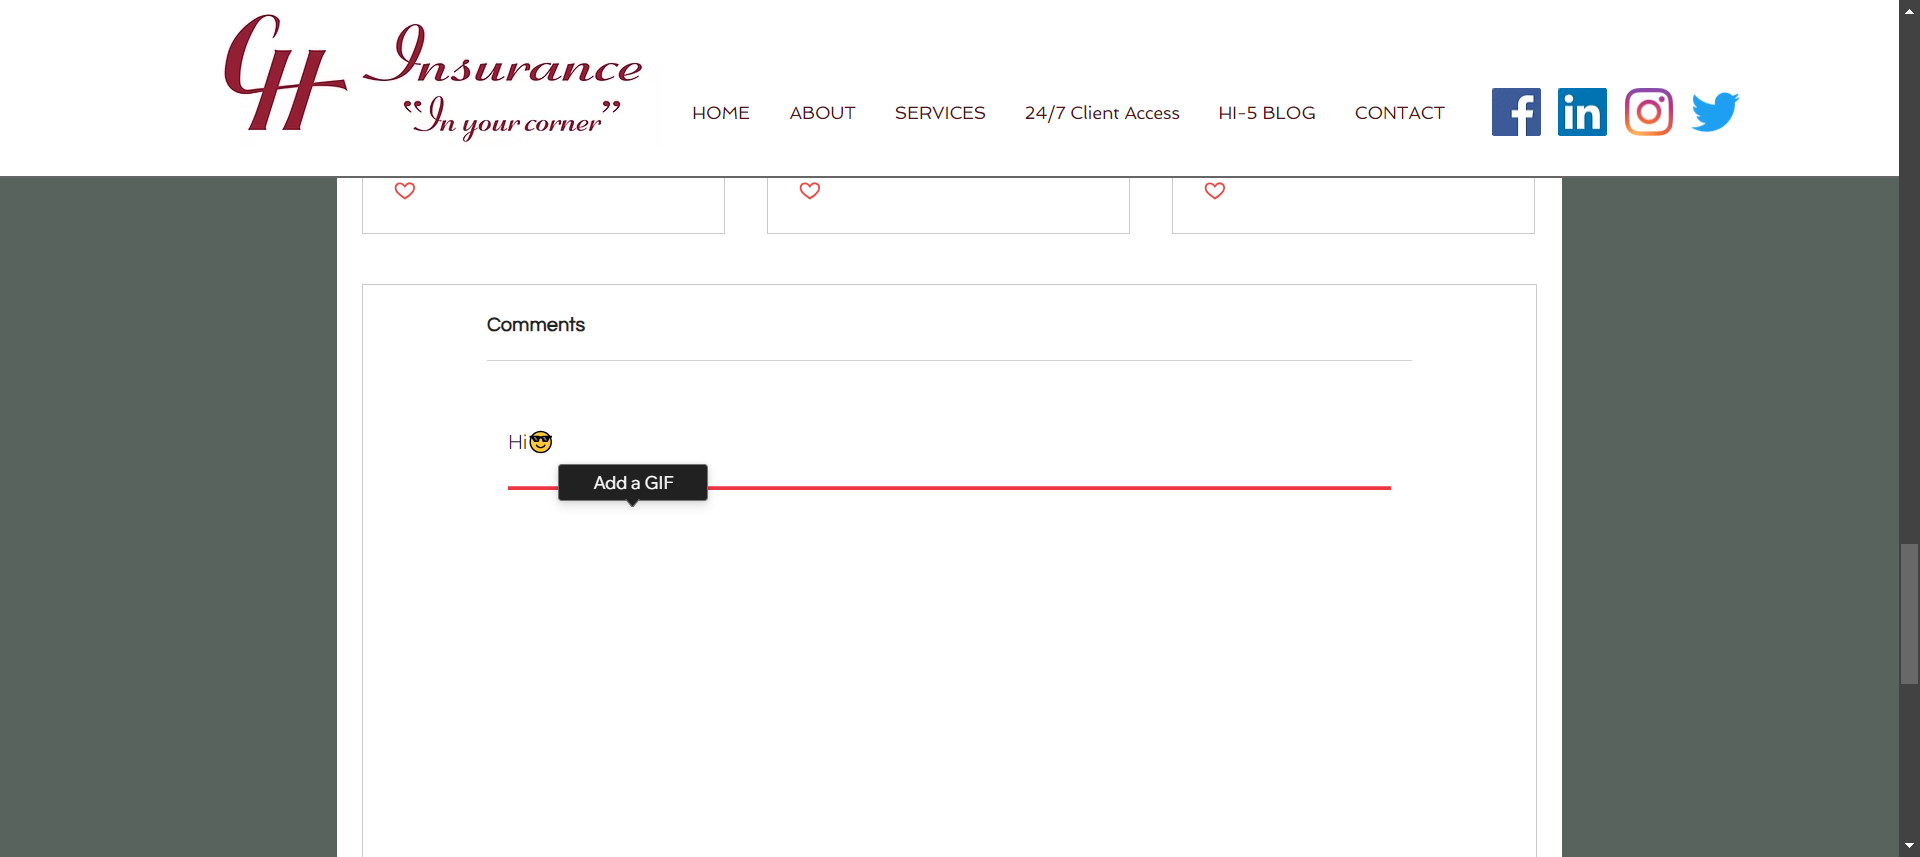 CH Insurance
“In your corner”
HOME ABOUT SERVICES 24/7 Client Access HI-5 BLOG CONTACT
Comments
Hi😎
Add a GIF